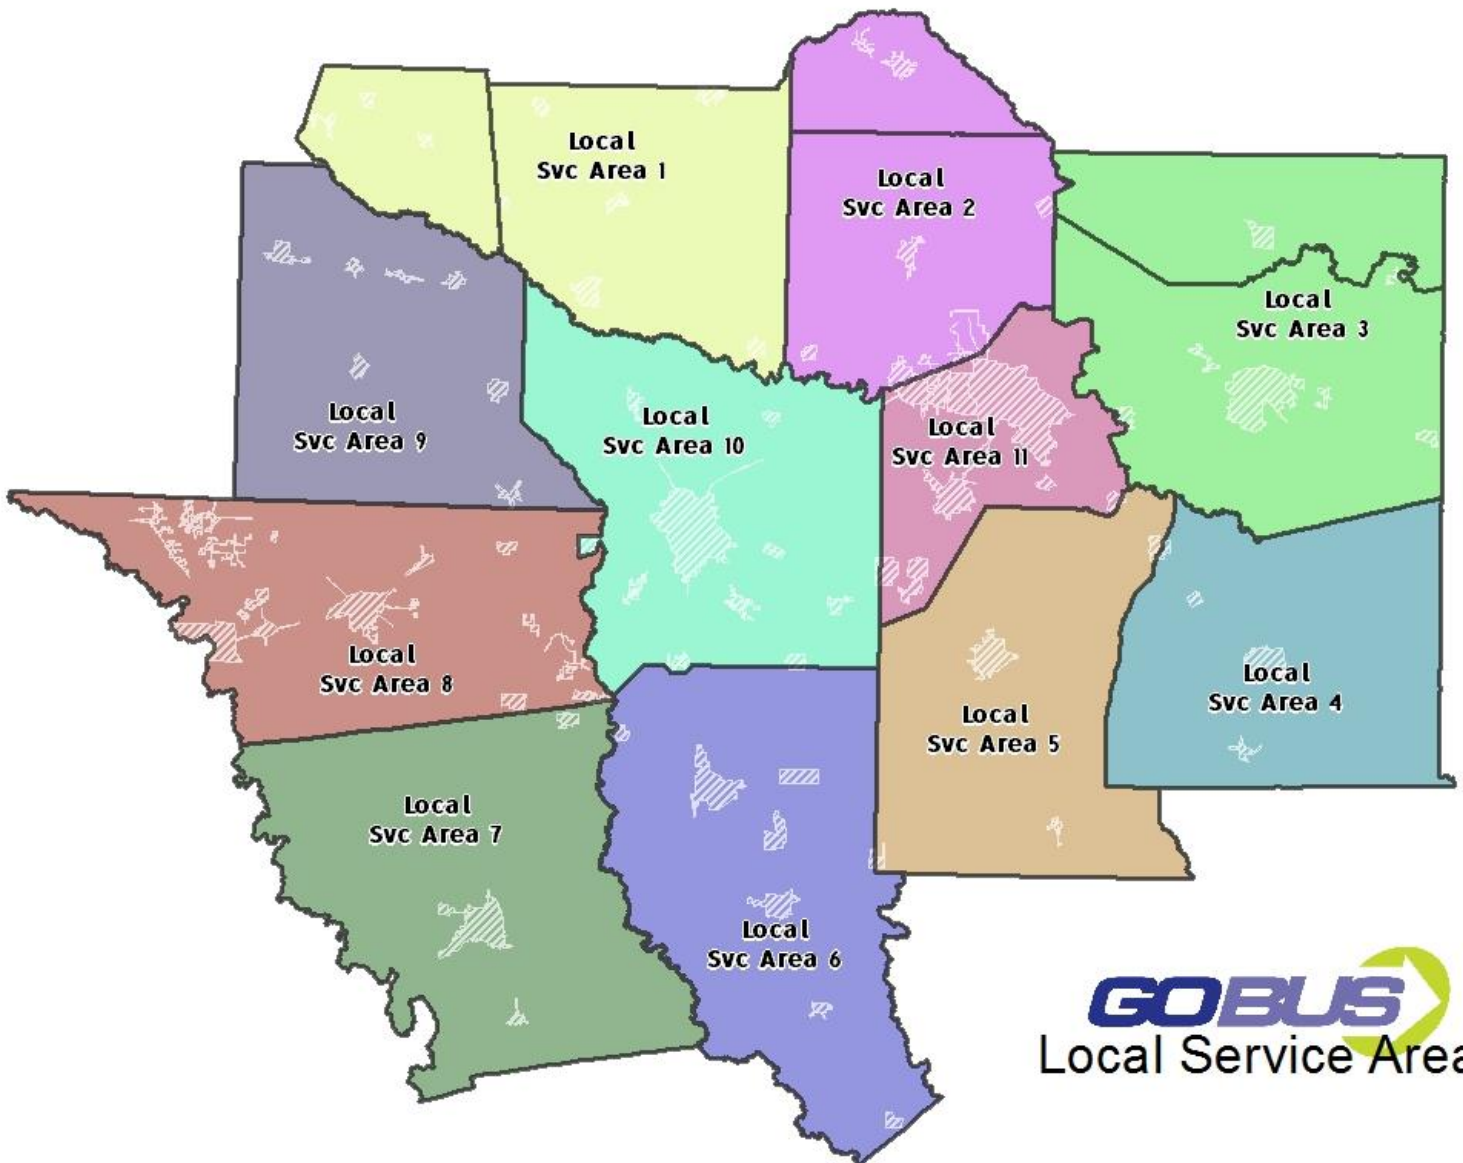 Local
Svc Area 1
Local
Svc Area 2
Local
Svc Area 3
Local
Svc Area 9
Local
Svc Area 10
Local
Svc Area 11
Local
Svc Area 8
Local
Svc Area 4
Local
Svc Area 5
Local
Svc Area 7
Local
Svc Area 6
GOBUS
Local Service Area